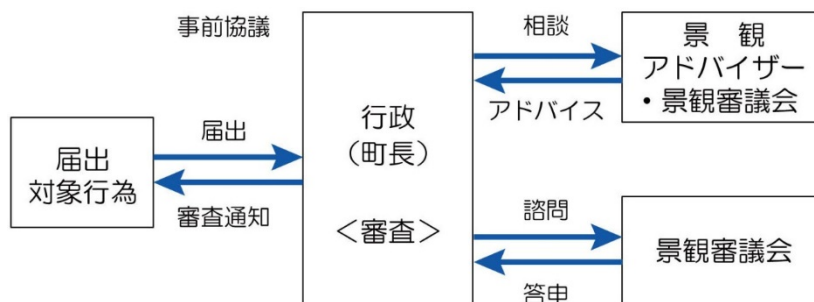 事前協議
届出
対象行為
届出
審査通知
行政
（町長）
＜審査＞
相談
アドバイス
景　観
アドバイザー
・景観審議会
諮問
答申
景観審議会